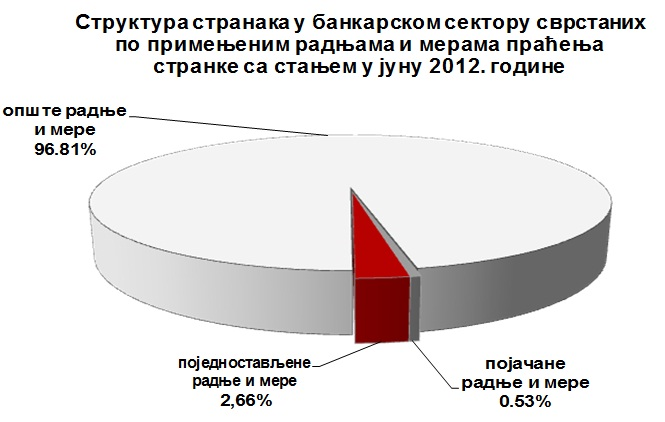 Структура странака у банкарском сектору сврстаних
по примењеним радњама и мерама праћења
странке са стањем у јуну 2012. године
опште радње
и мере
96.81%
поједностављене
радње и мере
2,66%
појачане
радње и мере
0.53%